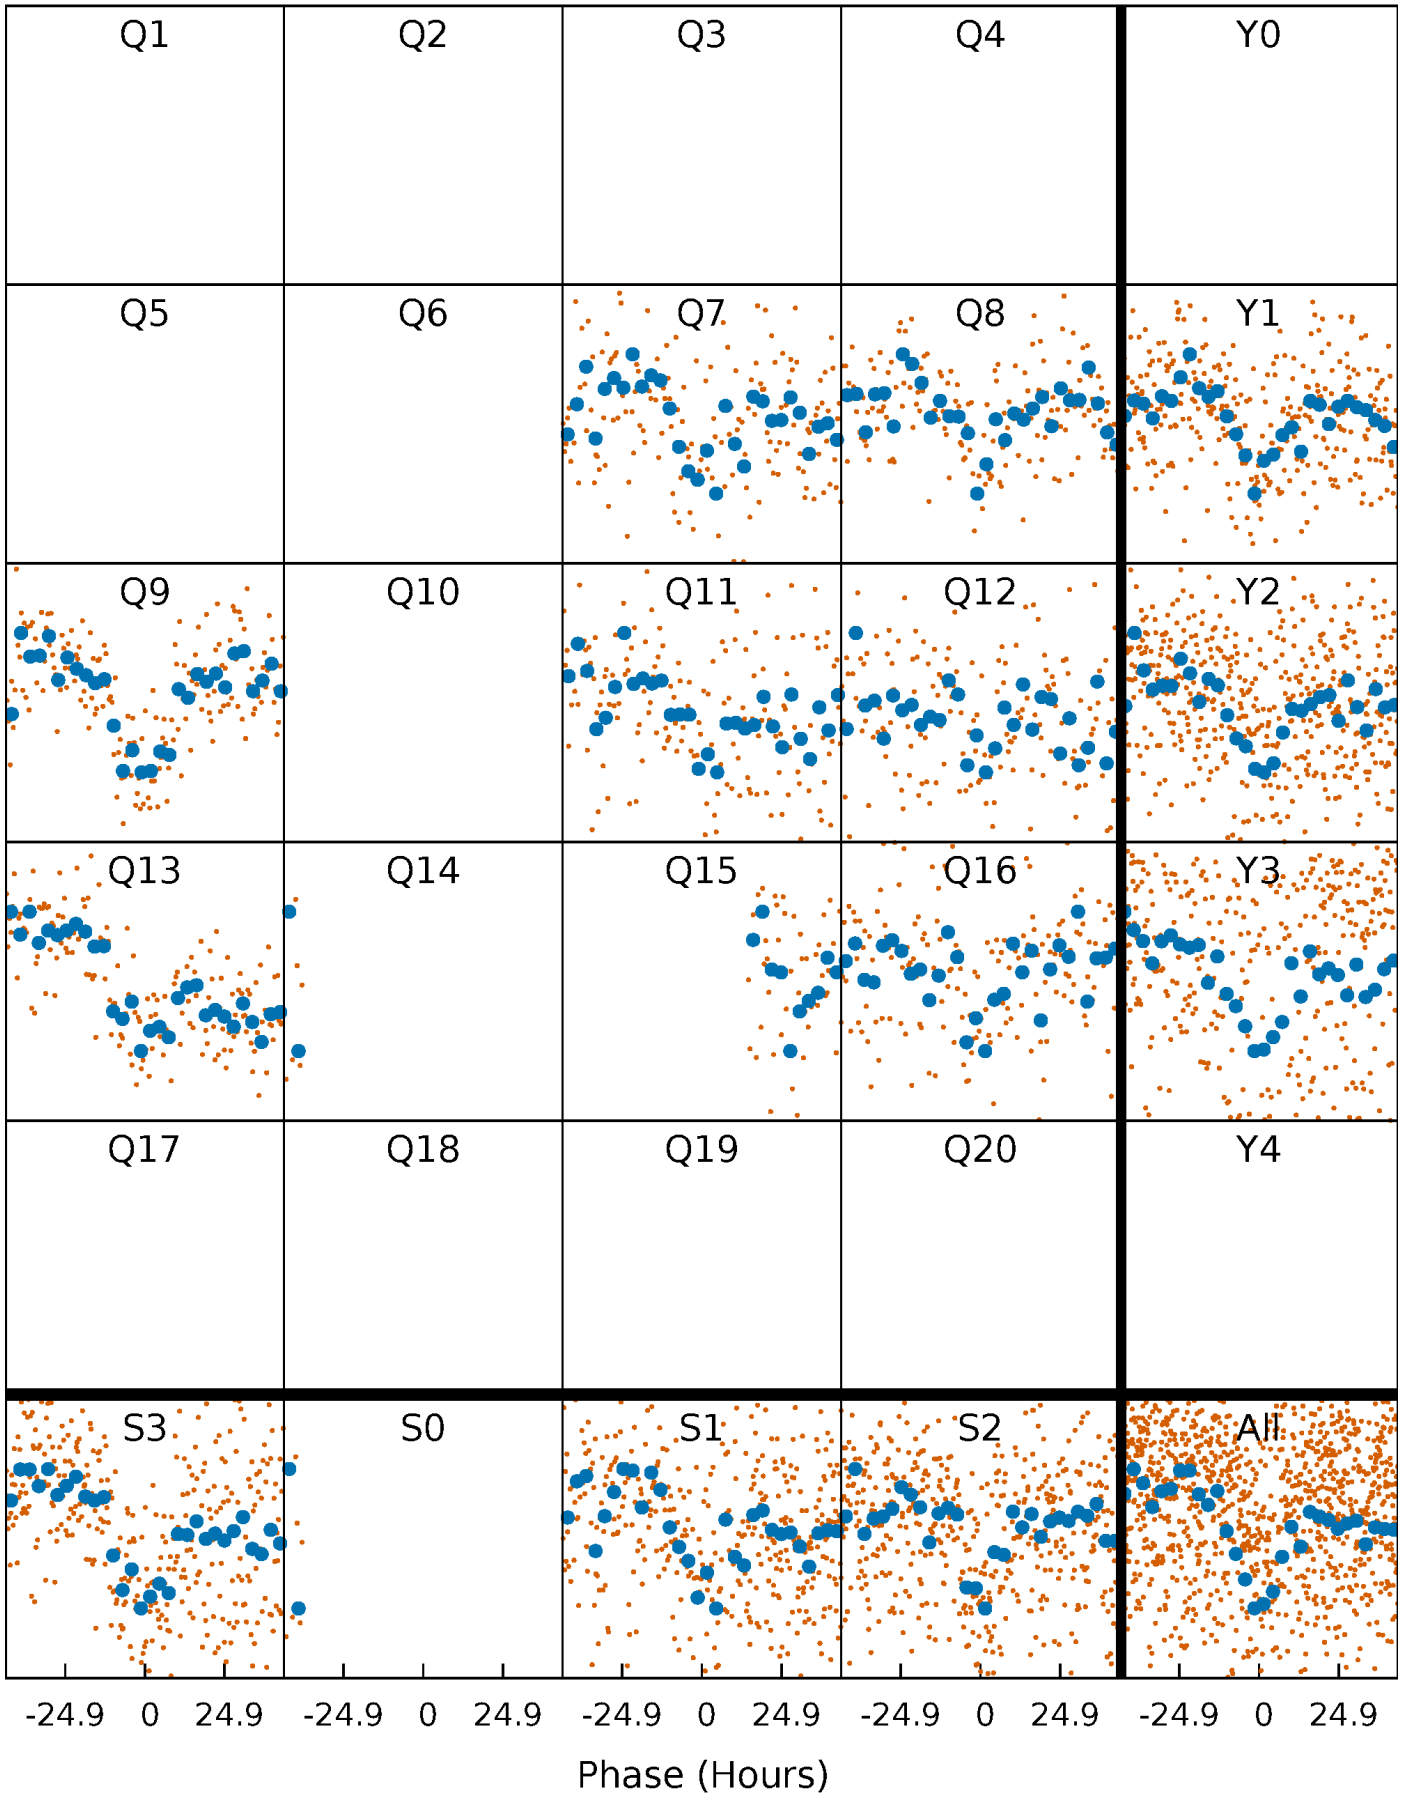 Q1 Q2 Q3 Q4 Y0
Q5 Q6 Q7 Q8 Y1
Q9 Q10 Q11 Q12 Y2
Q13 Q14 Q15 Q16 Y3
Q17 Q18 Q19 Q20 Y4
S3 S0 S1 S2 All
-24.9 0 24.9 -24.9 0 24.9 -24.9 0 24.9 -24.9 0 24.9 -24.9 0 24.9
Phase (Hours)